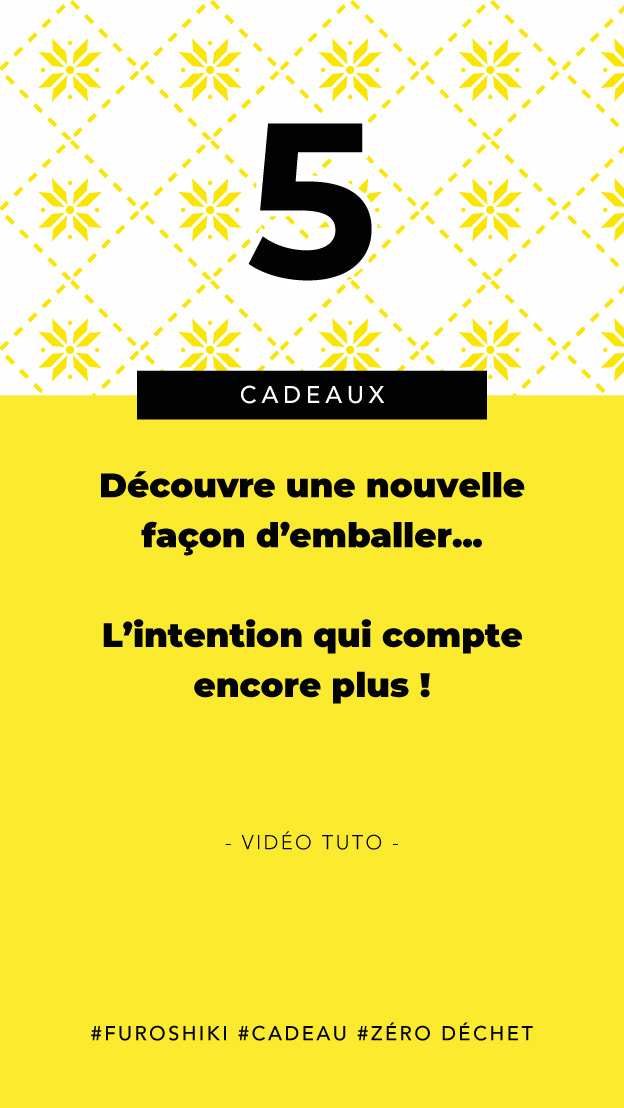 5
CADEAUX
Découvre une nouvelle
façon d’emballer...
L’intention qui compte
encore plus !
- VIDÉO TUTO -
#FUROSHIKI #CADEAU #ZÉRO DÉCHET